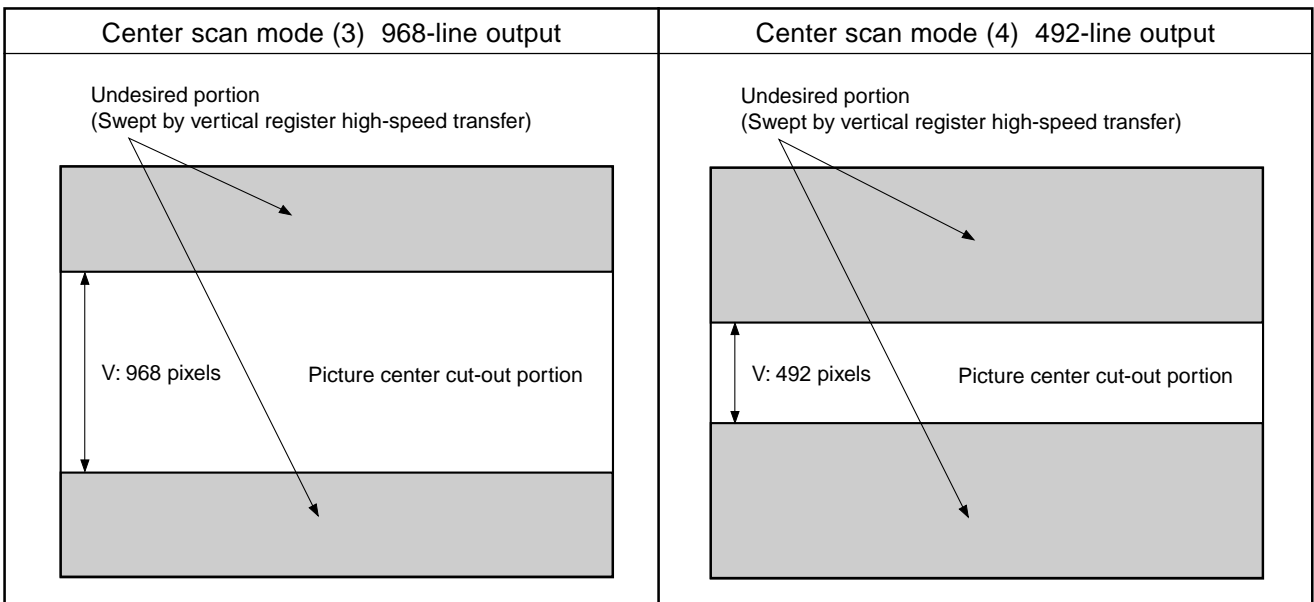 Center scan mode (3)  968-line output
Undesired portion
(Swept by vertical register high-speed transfer)
V: 968 pixels
Picture center cut-out portion
Center scan mode (4)  492-line output
Undesired portion
(Swept by vertical register high-speed transfer)
V: 492 pixels
Picture center cut-out portion